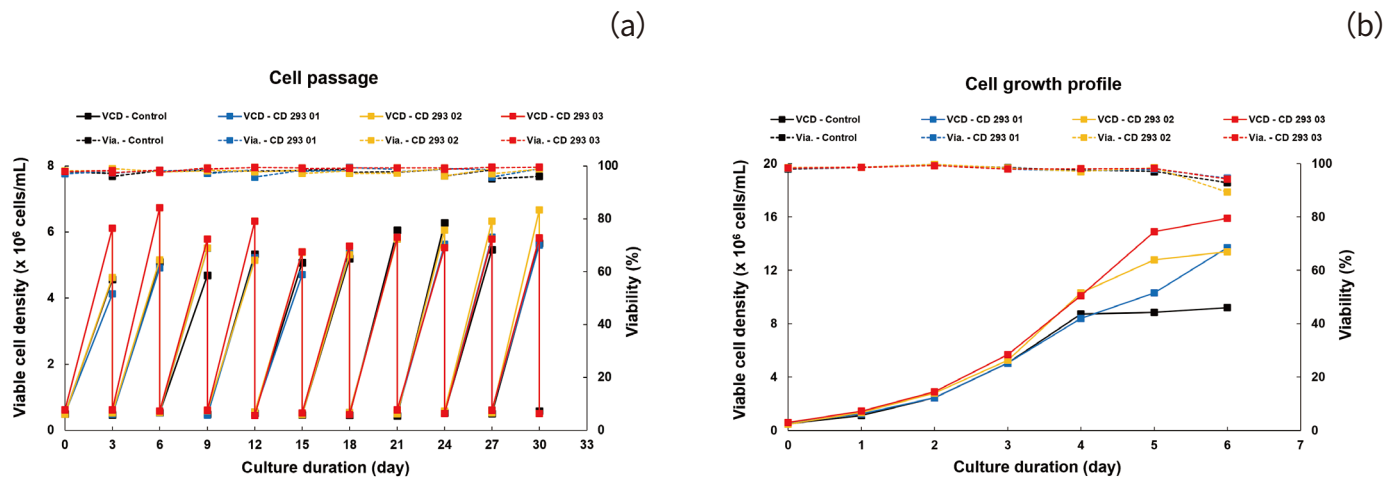 (a)
Cell passage
VCD - Control VCD - CD 293 01 VCD - CD 293 02 VCD - CD 293 03
Via. - Control Via. - CD 293 01 Via. - CD 293 02 Via. - CD 293 03
Viable cell density (x 10⁶ cells/mL)
8
6
4
2
0
100
80
60
40
20
0
Viability (%)
0 3 6 9 12 15 18 21 24 27 30 33
Culture duration (day)
(b)
Cell growth profile
VCD - Control VCD - CD 293 01 VCD - CD 293 02 VCD - CD 293 03
Via. - Control Via. - CD 293 01 Via. - CD 293 02 Via. - CD 293 03
Viable cell density (x 10⁶ cells/mL)
20
16
12
8
4
0
100
80
60
40
20
0
Viability (%)
0 1 2 3 4 5 6 7
Culture duration (day)